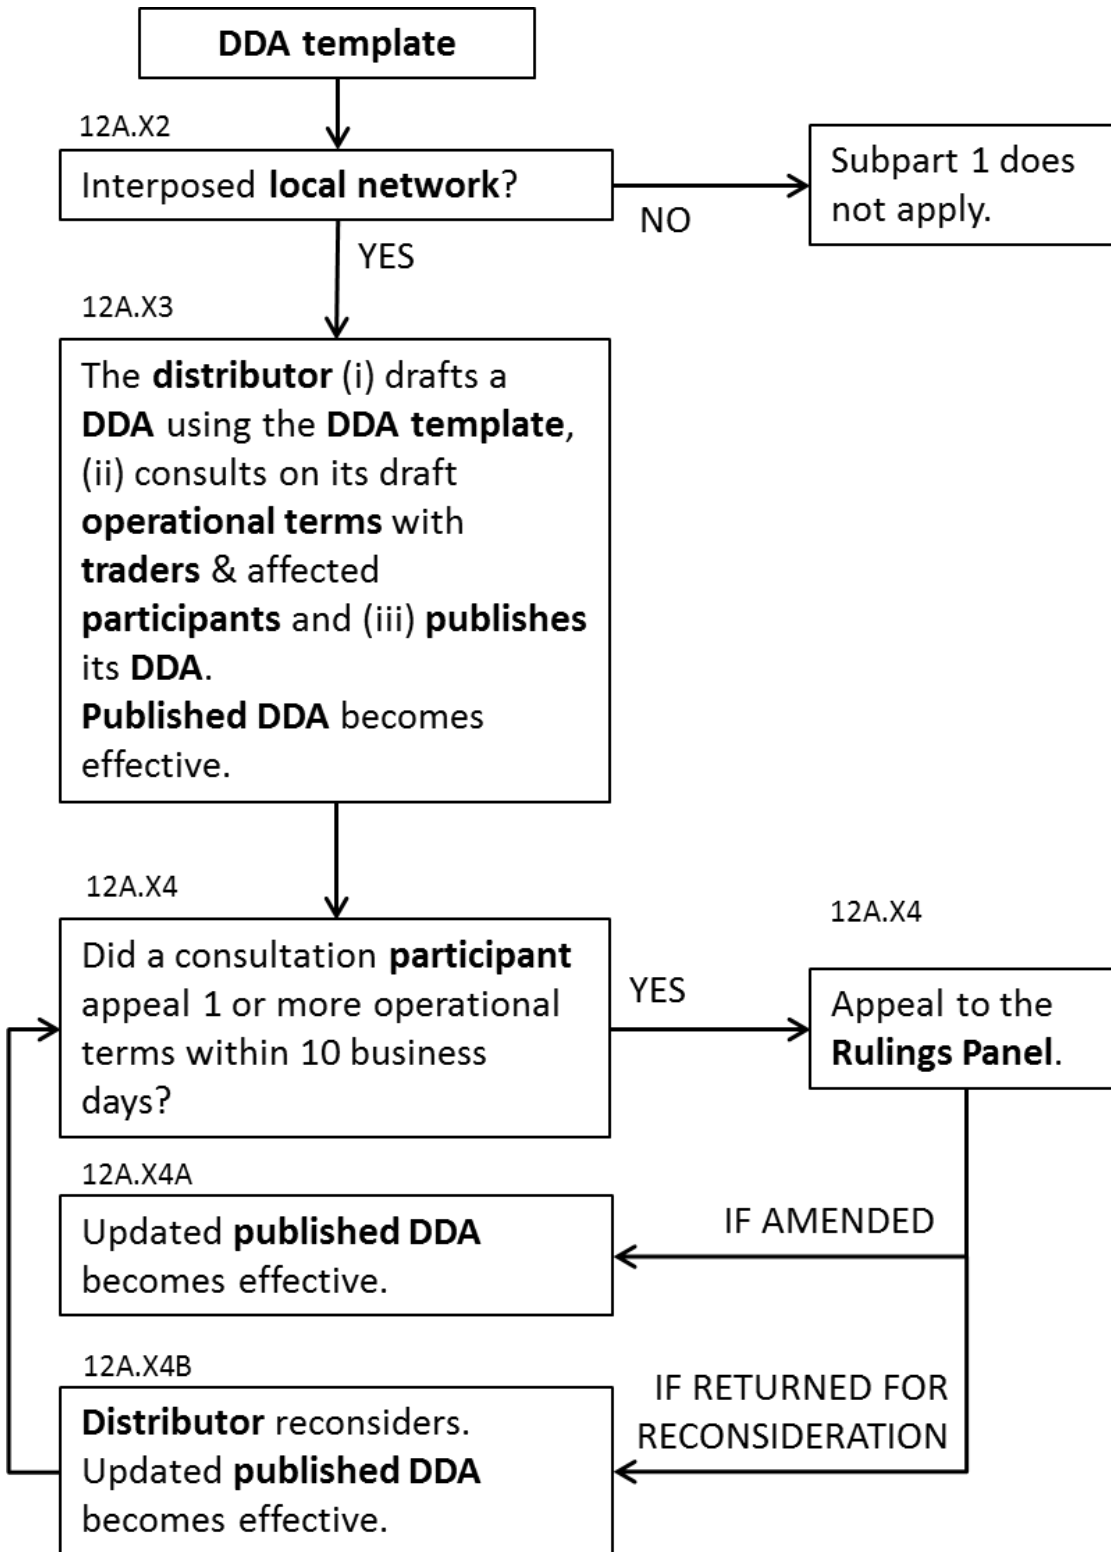 DDA template
12A.X2
Interposed local network?
Subpart 1 does
not apply.
NO
YES
12A.X3
The distributor (i) drafts a
DDA using the DDA template,
(ii) consults on its draft
operational terms with
traders & affected
participants and (iii) publishes
its DDA.
Published DDA becomes
effective.
12A.X4
Did a consultation participant
appeal 1 or more operational
terms within 10 business
days?
YES
12A.X4
Appeal to the
Rulings Panel.
12A.X4A
Updated published DDA
becomes effective.
IF AMENDED
12A.X4B
Distributor reconsiders.
Updated published DDA
becomes effective.
IF RETURNED FOR
RECONSIDERATION